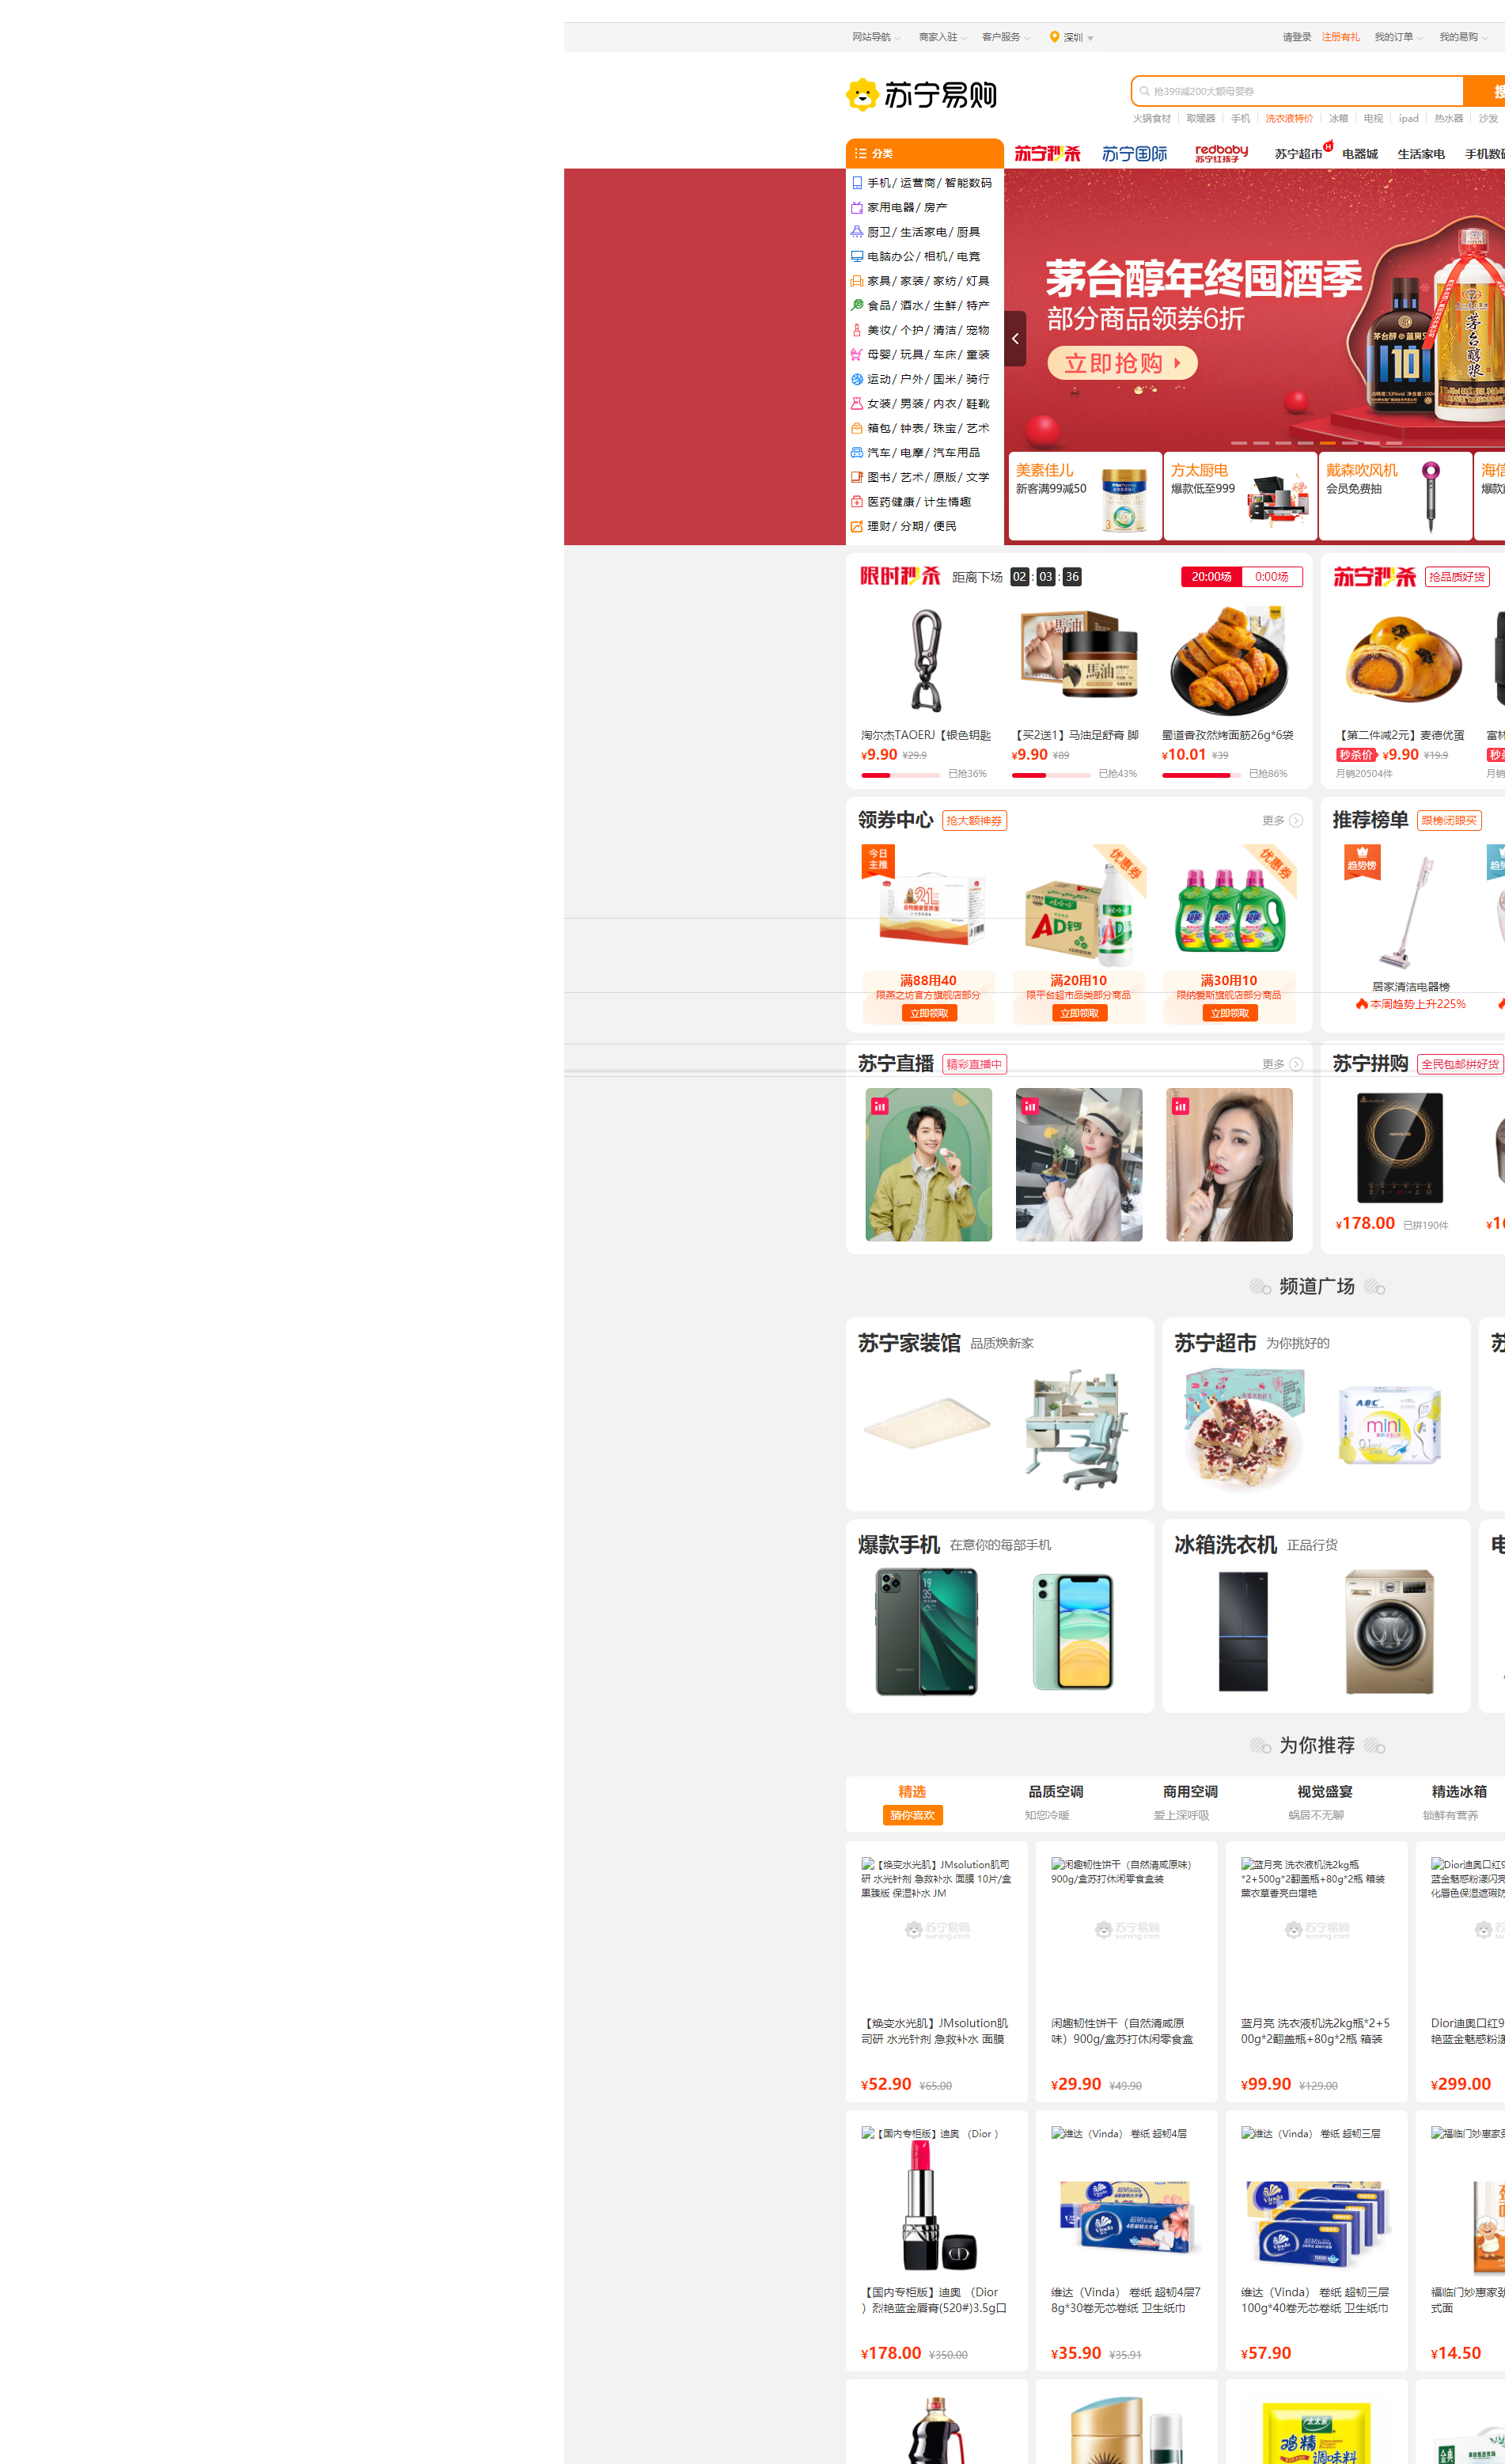 网站导航 商家入驻 客户服务 深圳 请登录 注册有礼 我的订单 我的易购
苏宁易购
抢399减200大额母婴券
火锅食材 取暖器 手机 洗衣液特价 冰箱 电视 ipad 热水器 沙发
分类 苏宁秒杀 苏宁国际 redbaby 苏宁红孩子 苏宁超市 电器城 生活家电 手机数码
手机/ 运营商/ 智能数码
家用电器/ 房产
厨卫/ 生活家电/ 厨具
电脑办公/ 相机/ 电竞
家具/ 家装/ 家纺/ 灯具
食品/ 酒水/ 生鲜/ 特产
美妆/ 个护/ 清洁/ 宠物
母婴/ 玩具/ 车床/ 童装
运动/ 户外/ 国米/ 骑行
女装/ 男装/ 内衣/ 鞋靴
箱包/ 钟表/ 珠宝/ 艺术
汽车/ 电摩/ 汽车用品
图书/ 艺术/ 原版/ 文学
医药健康/ 计生情趣
理财/ 分期/ 便民
茅台醇年终囤酒季
部分商品领券6折
立即抢购
美素佳儿 方太厨电 戴森吹风机 海信
新客满99减50 爆款低至999 会员免费抽
限时秒杀 距离下场 02 : 03 : 36 20:00场 0:00场
苏宁秒杀 抢品质好货
淘尔杰TAOERJ【银色钥匙 【买2送1】马油足舒膏 脚 蜀道香孜然烤面筋26g*6袋 【第二件减2元】麦德优蛋
¥9.90 ¥29.9 ¥9.90 ¥89 ¥10.01 ¥39 秒杀价 ¥9.90 ¥19.9
已抢36% 已抢43% 已抢86% 月销20504件
领券中心 抢大额神券 更多 推荐榜单 跟榜闭眼买
今日主推 优惠券 优惠券 趋势榜
满88用40 满20用10 满30用10 居家清洁电器榜
限燕之坊官方旗舰店部分 限平台超市品类部分商品 限纳爱斯旗舰店部分商品 本周趋势上升225%
立即领取 立即领取 立即领取
苏宁直播 精彩直播中 更多 苏宁拼购 全民包邮拼好货
¥178.00 已拼190件
频道广场
苏宁家装馆 品质焕新家 苏宁超市 为你挑好的
爆款手机 在意你的每部手机 冰箱洗衣机 正品行货
为你推荐
精选 品质空调 商用空调 视觉盛宴 精选冰箱
猜你喜欢 知您冷暖 爱上深呼吸 蜗居不无聊 锁鲜有营养
【焕变水光肌】JMsolution肌司研 水光针剂 急救补水 面膜 10片/盒 黑臻版 保湿补水 JM
闲趣韧性饼干（自然清咸原味）900g/盒苏打休闲零食盒装
蓝月亮 洗衣液机洗2kg瓶*2+500g*2翻盖瓶+80g*2瓶 箱装 薰衣草香亮白增艳
苏宁易购 suning.com 苏宁易购 suning.com 苏宁易购 suning.com
【焕变水光肌】JMsolution肌 闲趣韧性饼干（自然清咸原 蓝月亮 洗衣液机洗2kg瓶*2+5 Dior迪奥口红9
司研 水光针剂 急救补水 面膜 味）900g/盒苏打休闲零食盒 00g*2翻盖瓶+80g*2瓶 箱装 艳蓝金魅惑粉漾
¥52.90 ¥65.00 ¥29.90 ¥49.90 ¥99.90 ¥129.00 ¥299.00
【国内专柜版】迪奥 （Dior ） 维达（Vinda） 卷纸 超韧4层 维达（Vinda） 卷纸 超韧三层 福临门妙惠家
【国内专柜版】迪奥 （Dior 维达（Vinda） 卷纸 超韧4层7 维达（Vinda） 卷纸 超韧三层 福临门妙惠家
）烈艳蓝金唇膏(520#)3.5g口 8g*30卷无芯卷纸 卫生纸巾 100g*40卷无芯卷纸 卫生纸巾 式面
¥178.00 ¥350.00 ¥35.90 ¥35.91 ¥57.90 ¥14.50
太太乐
鸡精
调味料